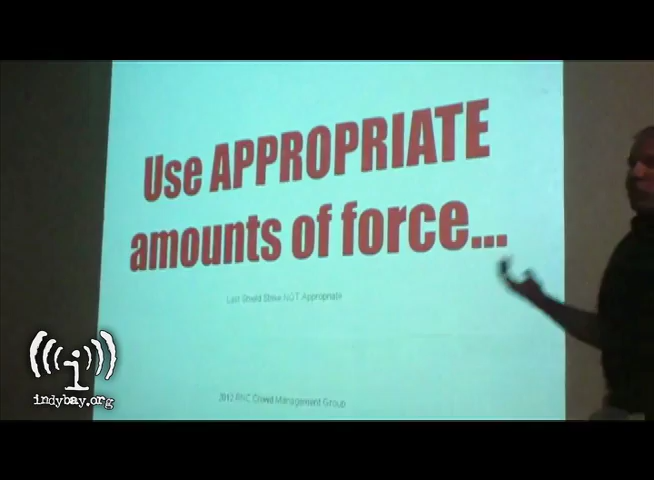 Use APPROPRIATE
amounts of force...
Last Shield Strike NOT Appropriate
2012 RNC Crowd Management Group
indybay.org